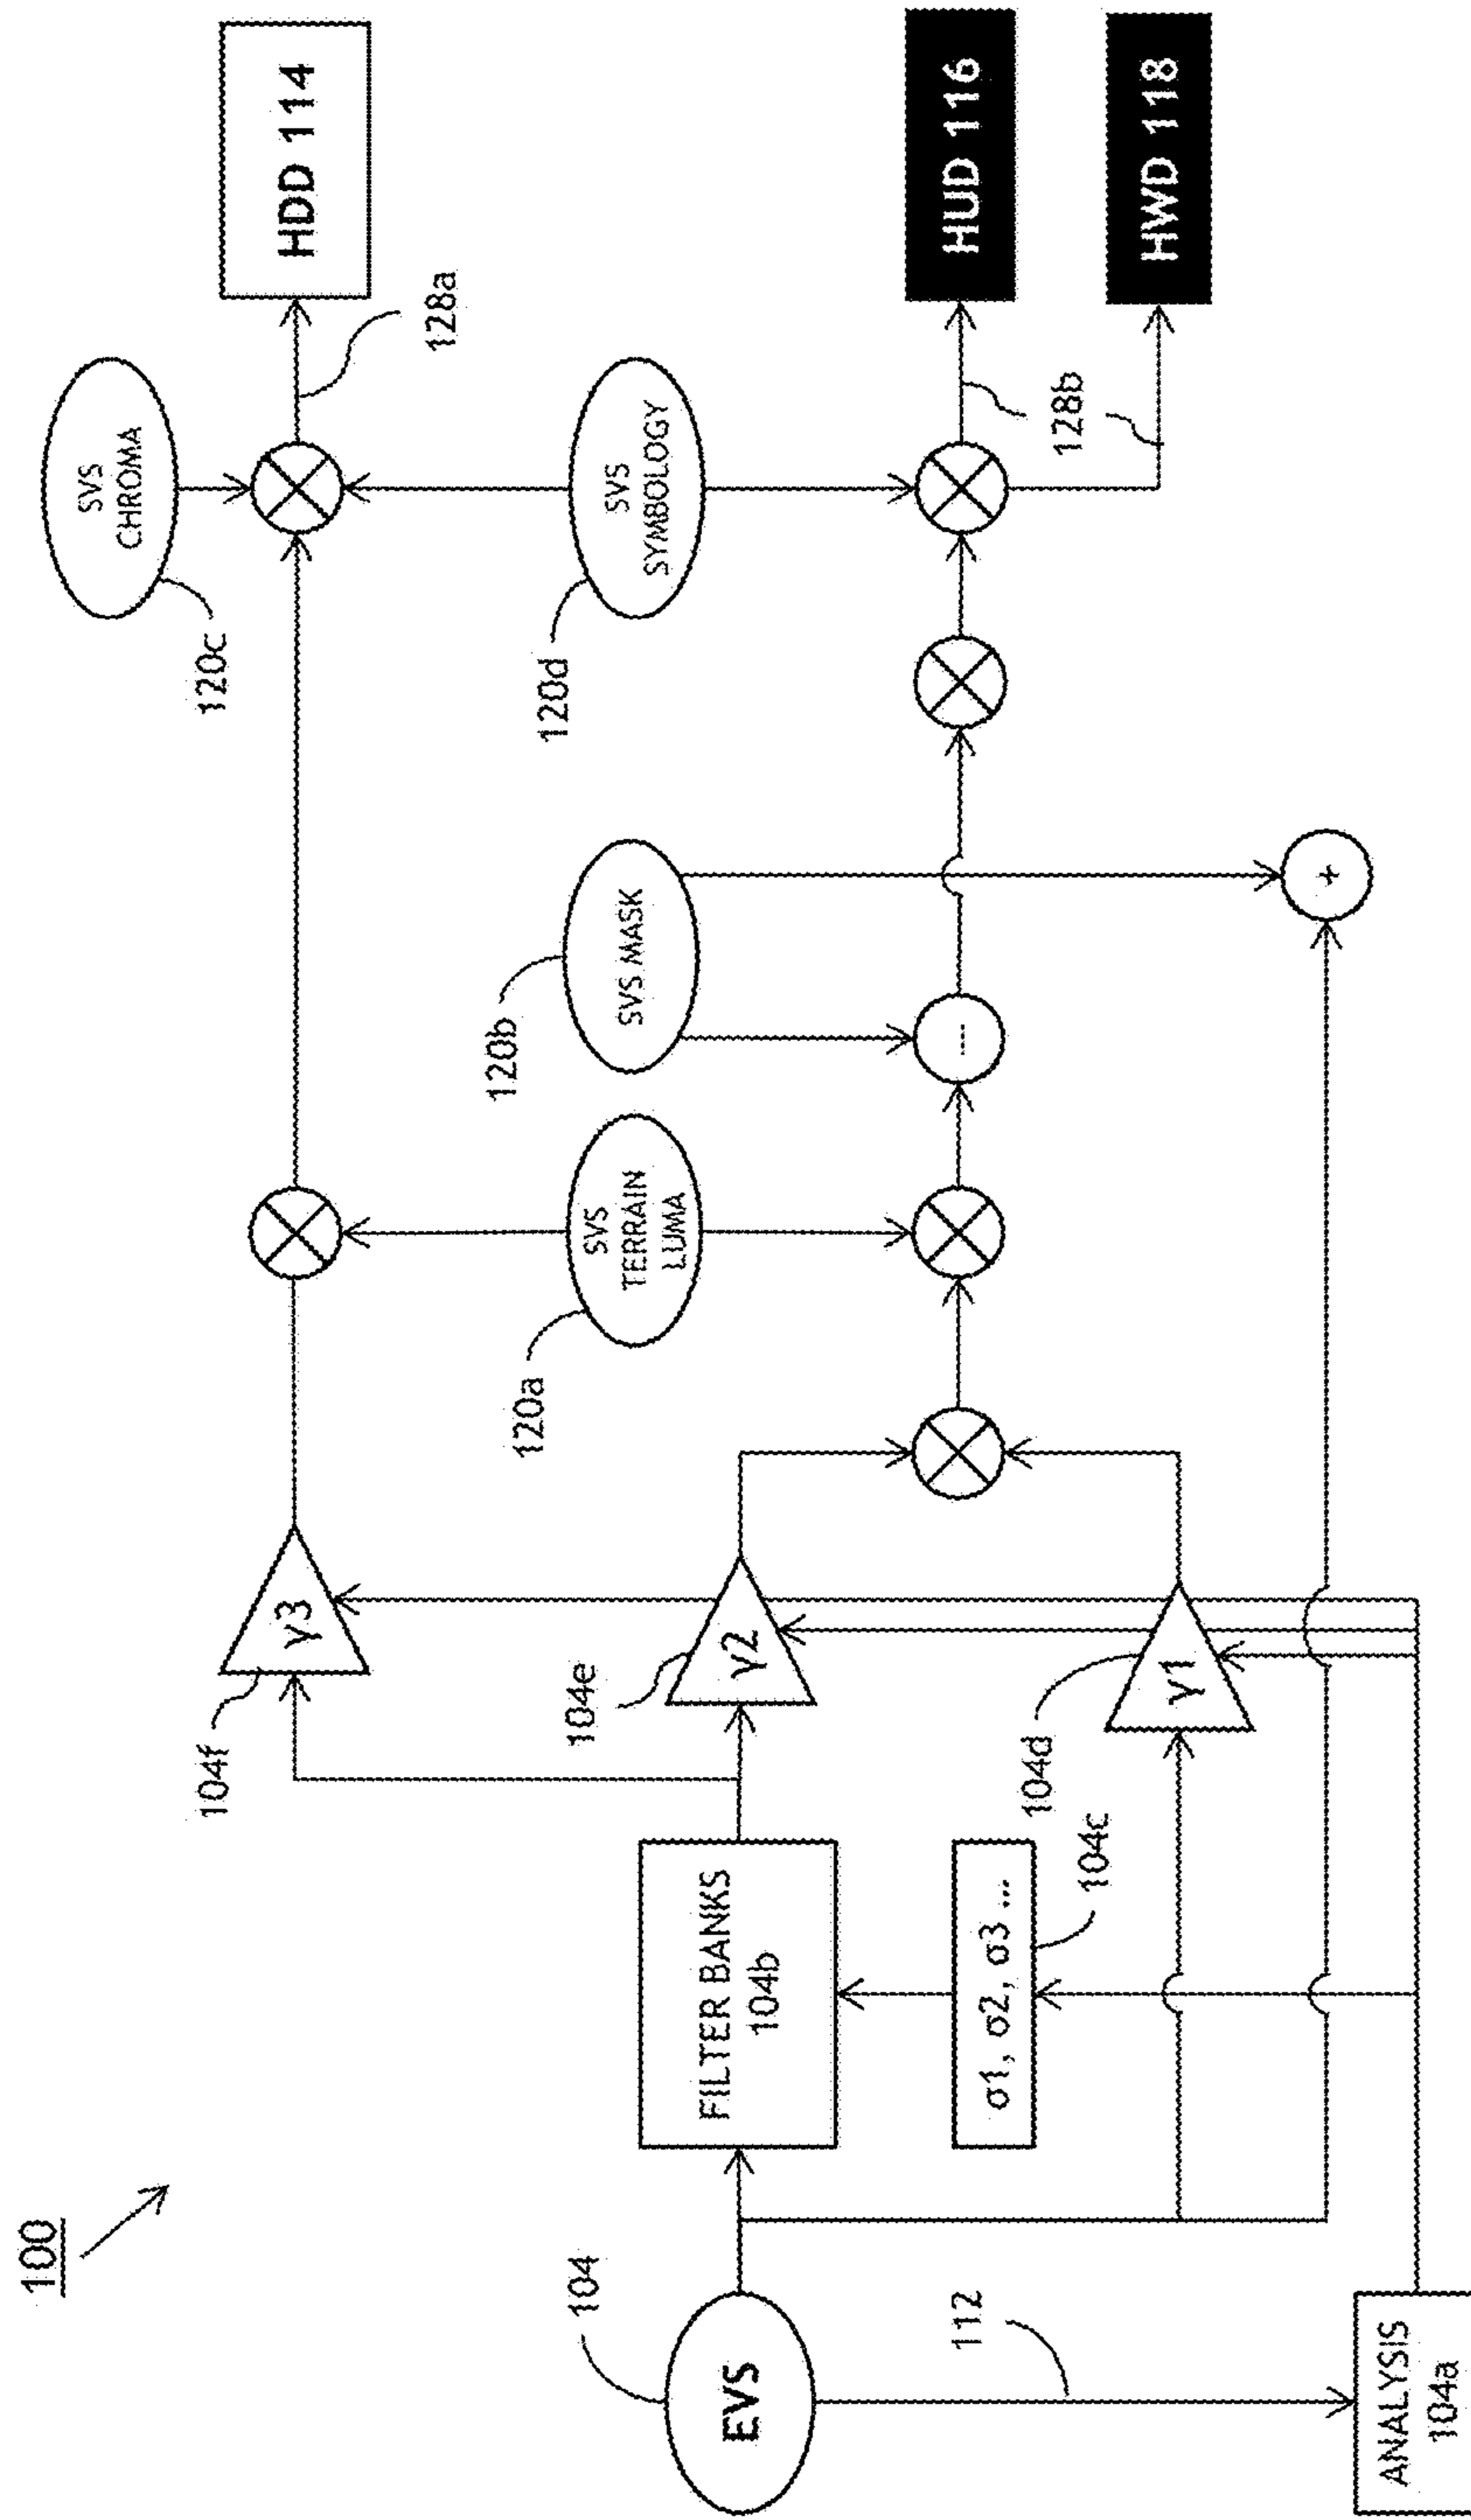 100
SVS
CHROMA
120c
HDD 114
128a
104f
γ3
SVS
SYMBOLOGY
120d
120b
SVS MASK
120a
SVS
TERRAIN
LUMA
104
EVS
FILTER BANKS
104b
104e
γ2
HUD 116
128b
HWD 118
112
σ1, σ2, σ3 ...
104c
104d
γ1
−
+
ANALYSIS
104a